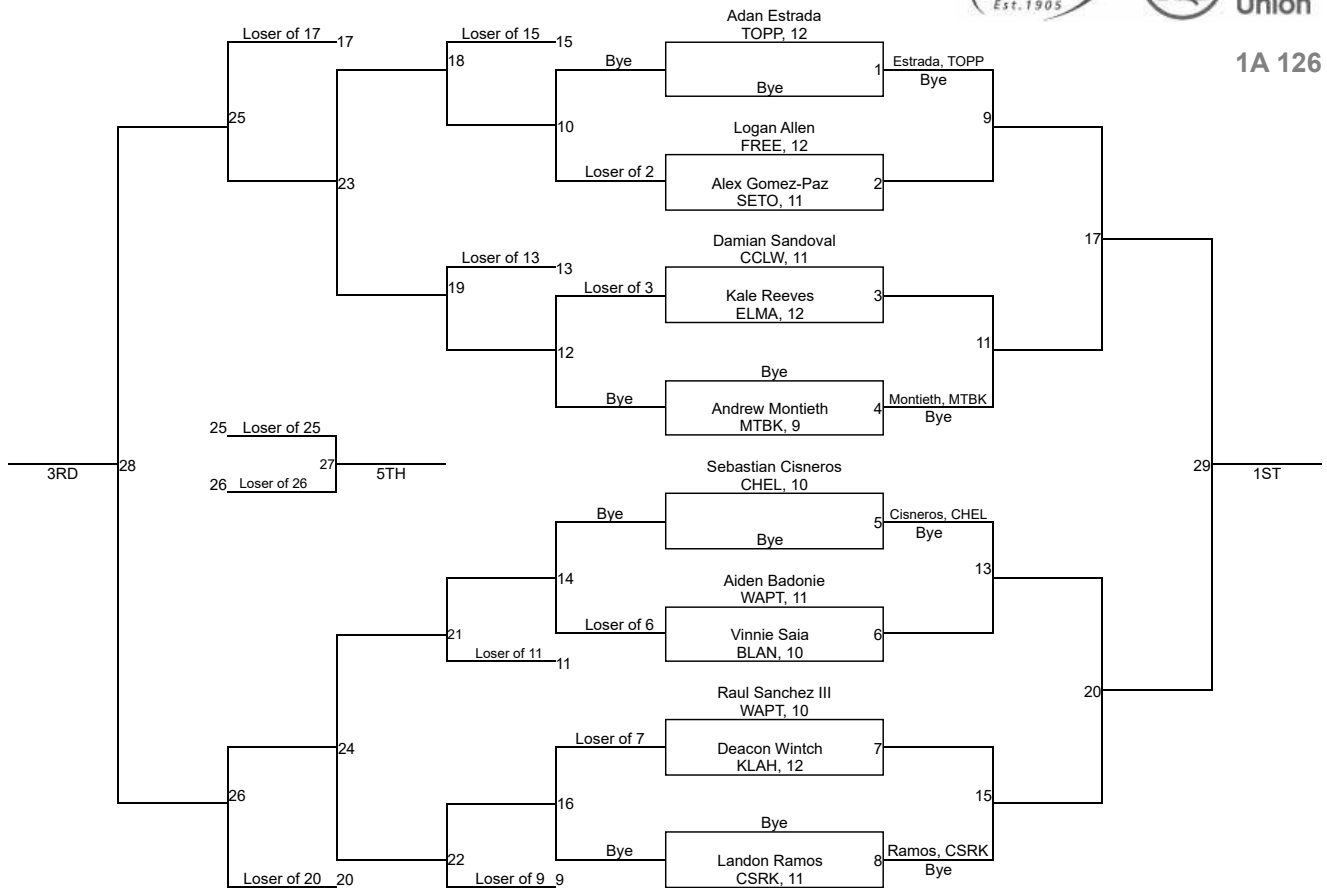 Est. 1905
Union
1A 126
Adan Estrada
TOPP, 12
Loser of 17 17
Loser of 15 15
18
Bye
1
Estrada, TOPP
Bye
Bye
25
10
9
Logan Allen
FREE, 12
Loser of 2
Alex Gomez-Paz
SETO, 11
2
23
Damian Sandoval
CCLW, 11
17
Loser of 13 13
19
Loser of 3
Kale Reeves
ELMA, 12
3
12
11
Bye
Bye
Andrew Montieth
MTBK, 9
4
Montieth, MTBK
Bye
25 Loser of 25
3RD
28
27
5TH
26 Loser of 26
29
1ST
Sebastian Cisneros
CHEL, 10
Bye
5
Cisneros, CHEL
Bye
Bye
14
13
Aiden Badonie
WAPT, 11
21
Loser of 6
Vinnie Saia
BLAN, 10
6
Loser of 11 11
20
Raul Sanchez III
WAPT, 10
24
Loser of 7
Deacon Wintch
KLAH, 12
7
26
16
15
Bye
22
Bye
Landon Ramos
CSRK, 11
8
Ramos, CSRK
Bye
Loser of 20 20
Loser of 9 9